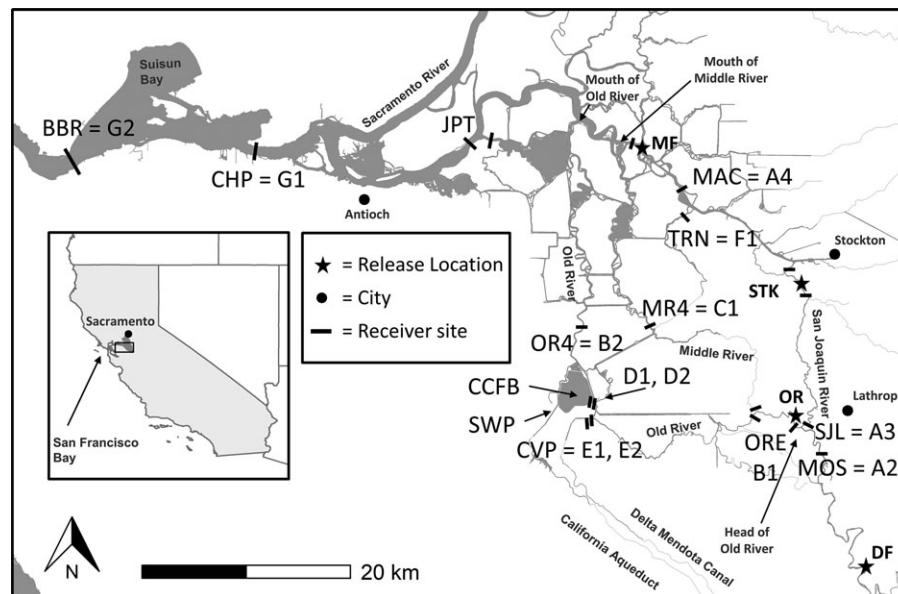 Suisun
Bay
BBR = G2
CHP = G1
Sacramento River
JPT
Antioch
Mouth of
Old River
Mouth of
Middle River
MF
MAC = A4
TRN = F1
Stockton
STK
San Joaquin River
Old River
MR4 = C1
OR4 = B2
Middle River
CCFB
D1, D2
SWP
CVP = E1, E2
Old River
OR
Lathrop
ORE
B1
SJL = A3
MOS = A2
Head of
Old River
DF
Delta Mendota Canal
California Aqueduct
= Release Location
= City
= Receiver site
Sacramento
San Francisco
Bay
N
20 km